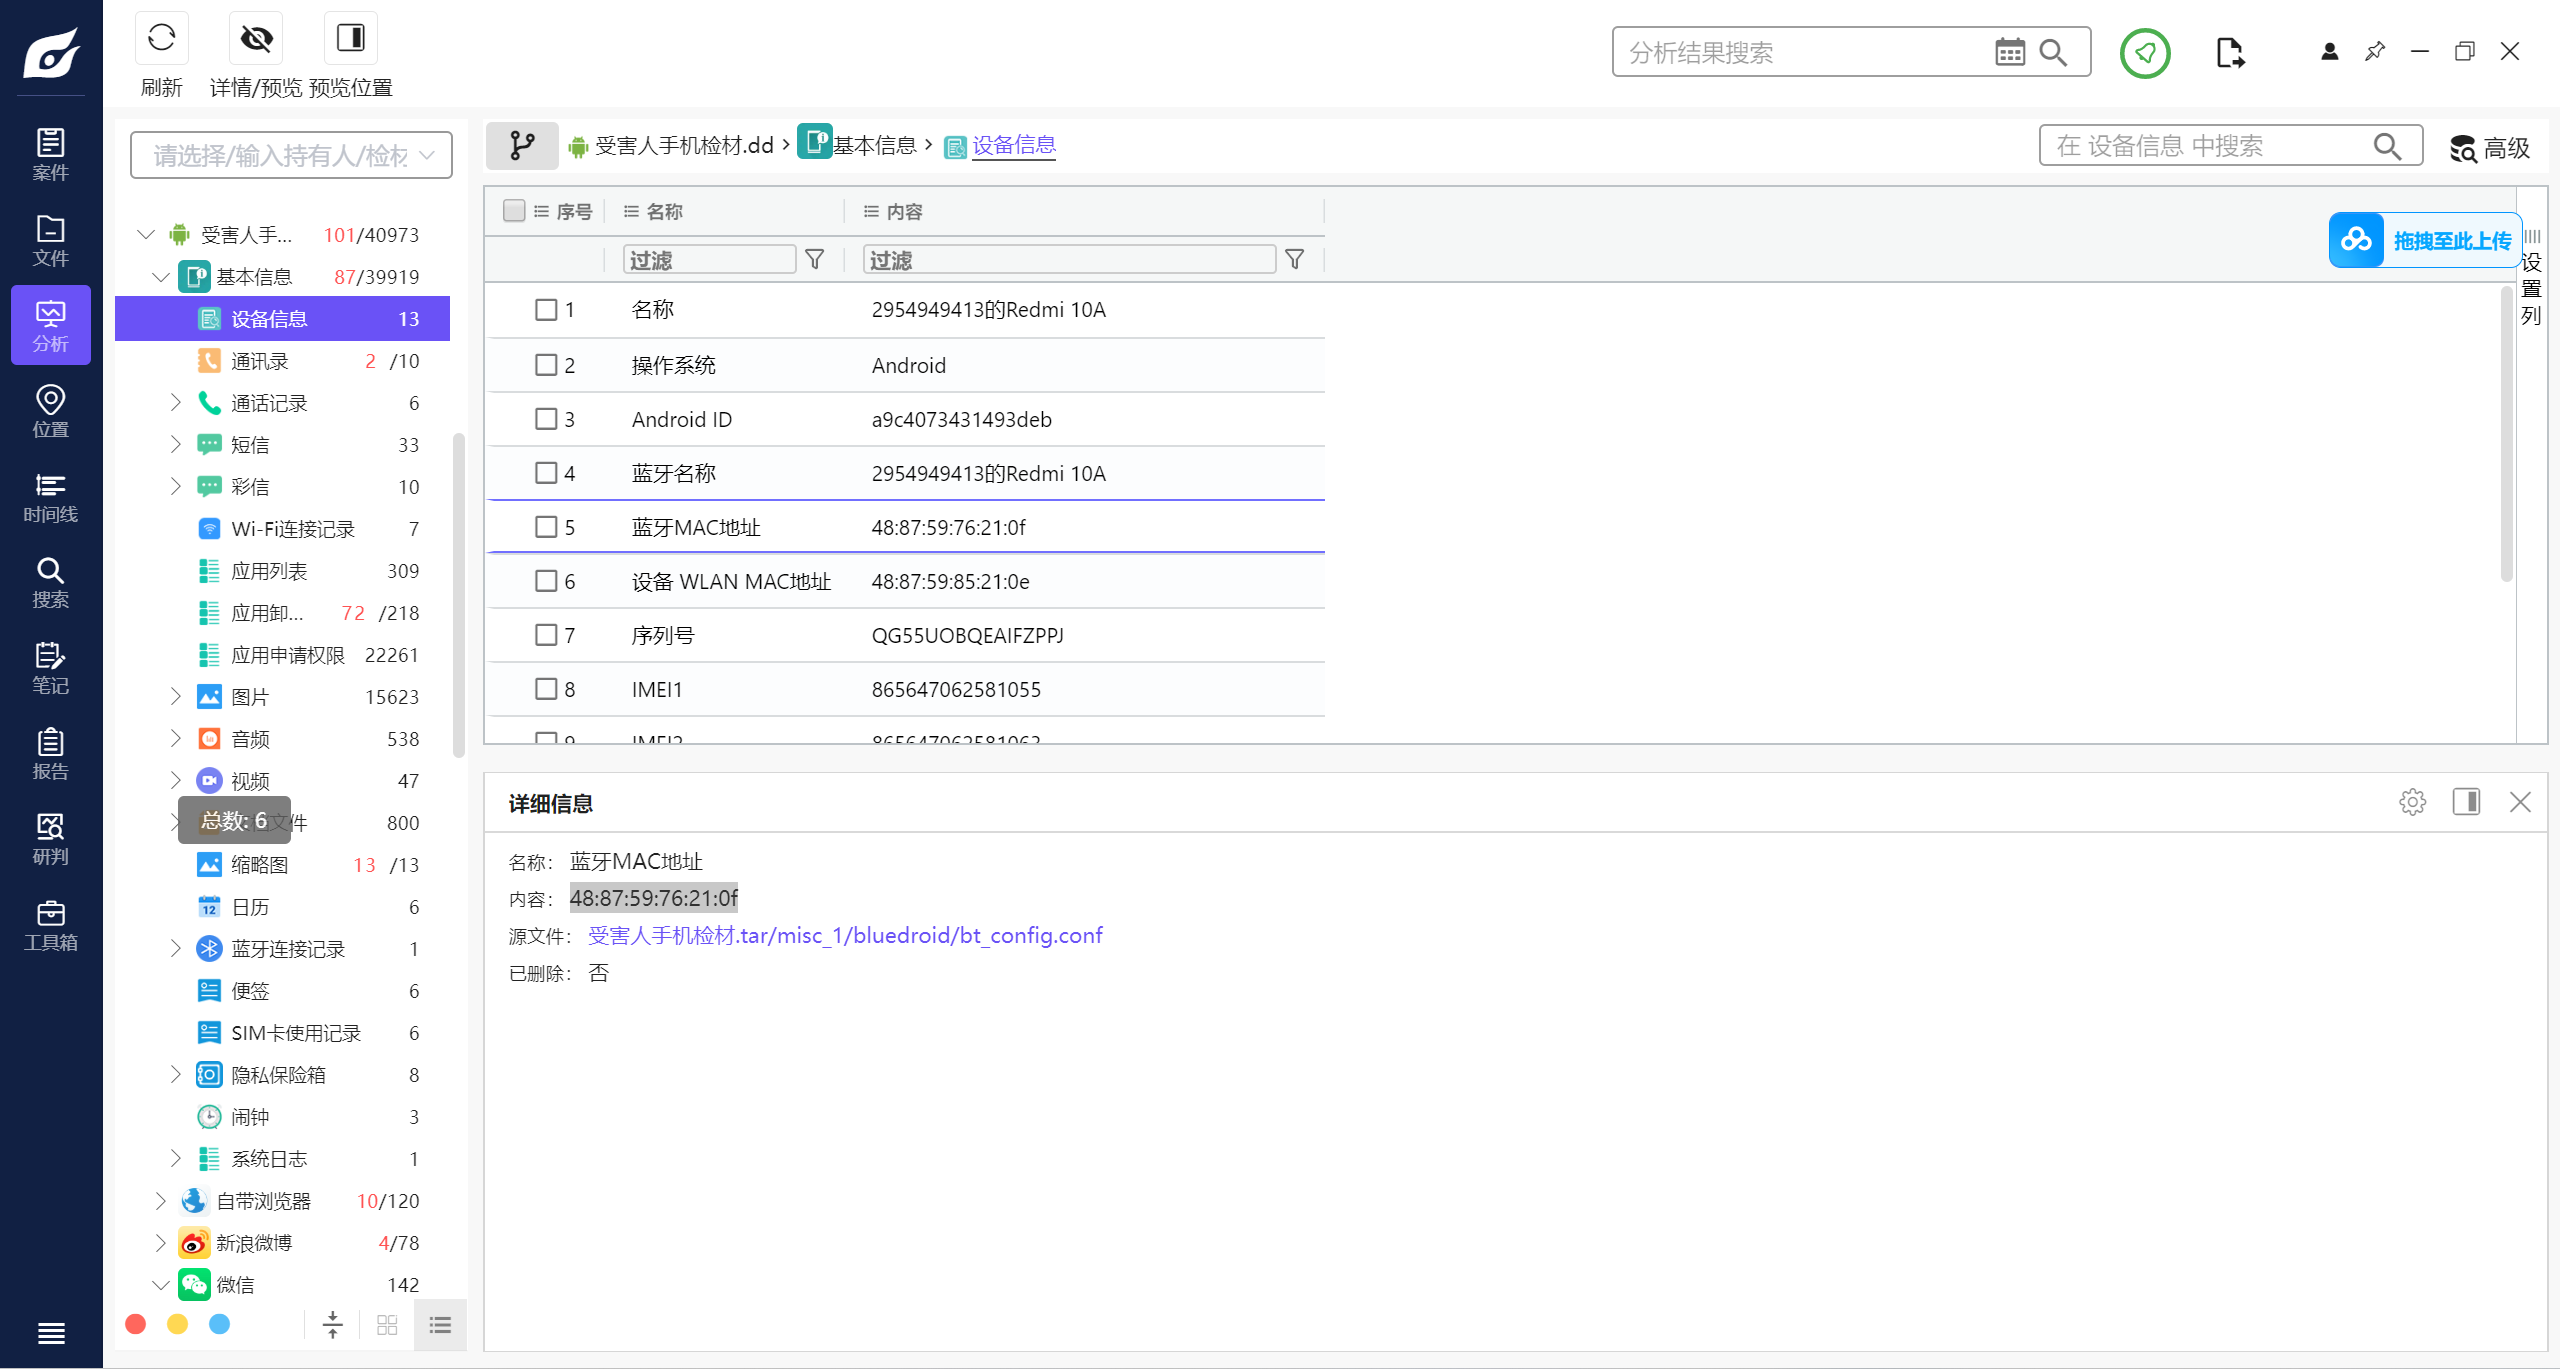 刷新
详情/预览
预览位置
分析结果搜索
案件
文件
分析
位置
时间线
搜索
笔记
报告
研判
工具箱
请选择/输入持有人/检材
受害人手... 101/40973
基本信息 87/39919
设备信息 13
通讯录 2 /10
通话记录 6
短信 33
彩信 10
Wi-Fi连接记录 7
应用列表 309
应用卸... 72 /218
应用申请权限 22261
图片 15623
音频 538
视频 47
文件 800
总数: 6
缩略图 13 /13
12 日历 6
蓝牙连接记录 1
便签 6
SIM卡使用记录 6
隐私保险箱 8
闹钟 3
系统日志 1
自带浏览器 10/120
新浪微博 4/78
微信 142
受害人手机检材.dd › 基本信息 › 设备信息
在 设备信息 中搜索
高级
序号 名称 内容
过滤 过滤
拖拽至此上传
设置列
1 名称 2954949413的Redmi 10A
2 操作系统 Android
3 Android ID a9c4073431493deb
4 蓝牙名称 2954949413的Redmi 10A
5 蓝牙MAC地址 48:87:59:76:21:0f
6 设备 WLAN MAC地址 48:87:59:85:21:0e
7 序列号 QG55UOBQEAIFZPPJ
8 IMEI1 865647062581055
9 IMEI2 865647062581063
详细信息
名称: 蓝牙MAC地址
内容: 48:87:59:76:21:0f
源文件: 受害人手机检材.tar/misc_1/bluedroid/bt_config.conf
已删除: 否